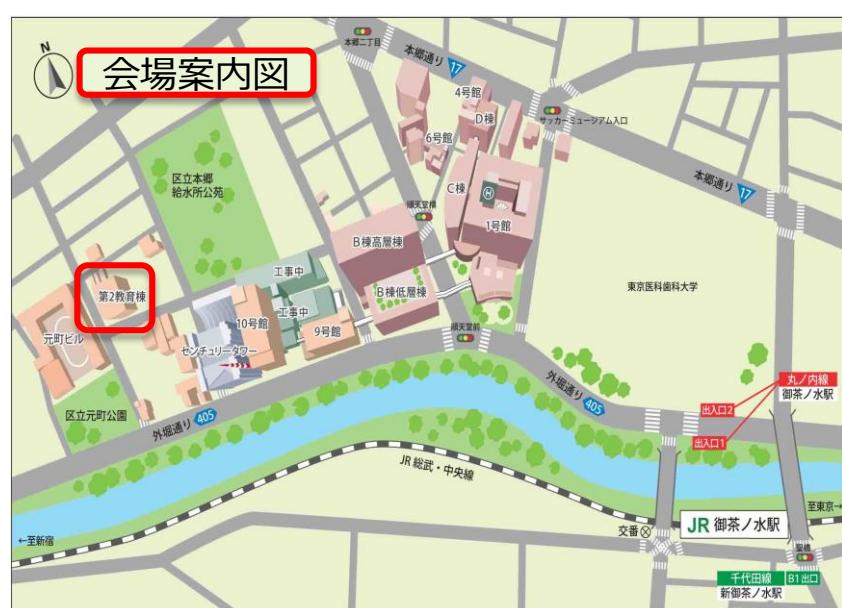 N
会場案内図
本郷二丁目
本郷通り
17
4号館
D棟
サッカーミュージアム入口
6号館
区立本郷
給水所公苑
C棟
本郷通り
17
順天堂横
H
1号館
B棟高層棟
工事中
東京医科歯科大学
第2教育棟
B棟低層棟
工事中
10号館
元町ビル
9号館
センチュリータワー
順天堂前
丸ノ内線
御茶ノ水駅
外堀通り
405
出入口2
区立元町公園
外堀通り
405
出入口1
JR 総武・中央線
至東京→
交番
JR 御茶ノ水駅
←至新宿
聖橋
千代田線
B1出口
新御茶ノ水駅